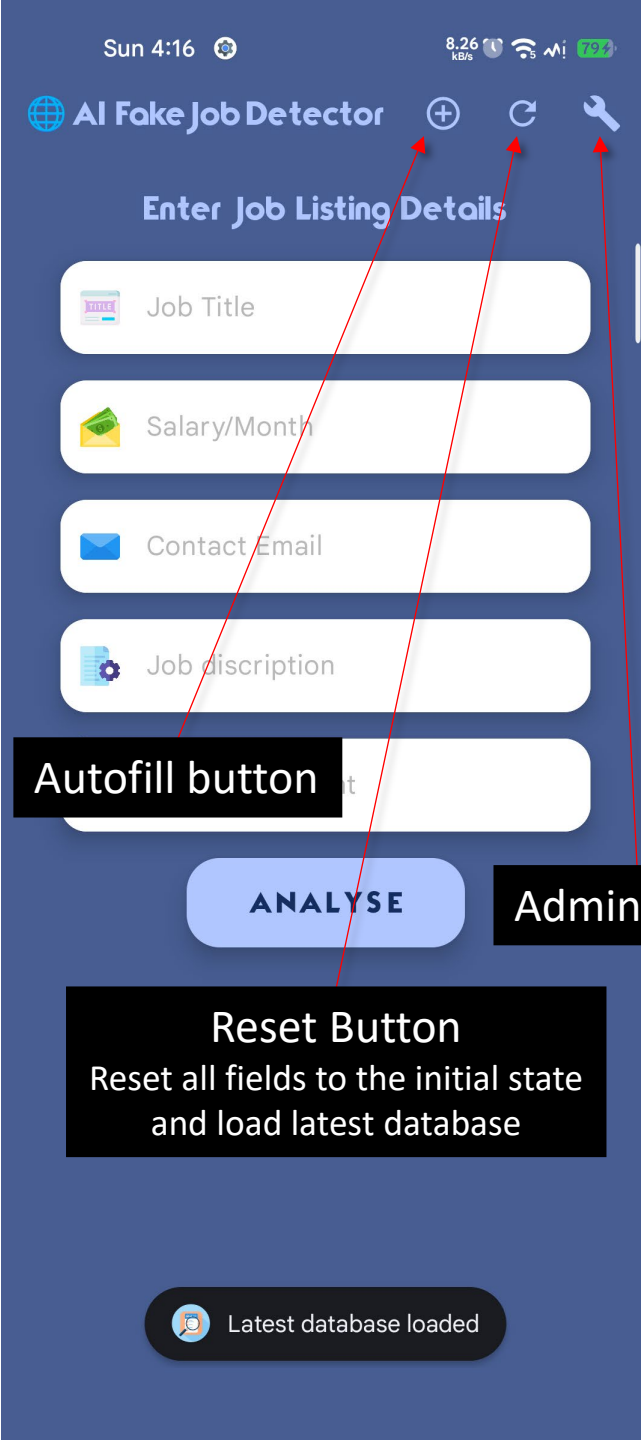 Sun 4:16
8.26
kB/s
5
79
AI Fake Job Detector
Enter Job Listing Details
TITLE
Job Title
Salary/Month
Contact Email
Job discription
Autofill button
ANALYSE
Admin
Reset Button
Reset all fields to the initial state
and load latest database
Latest database loaded